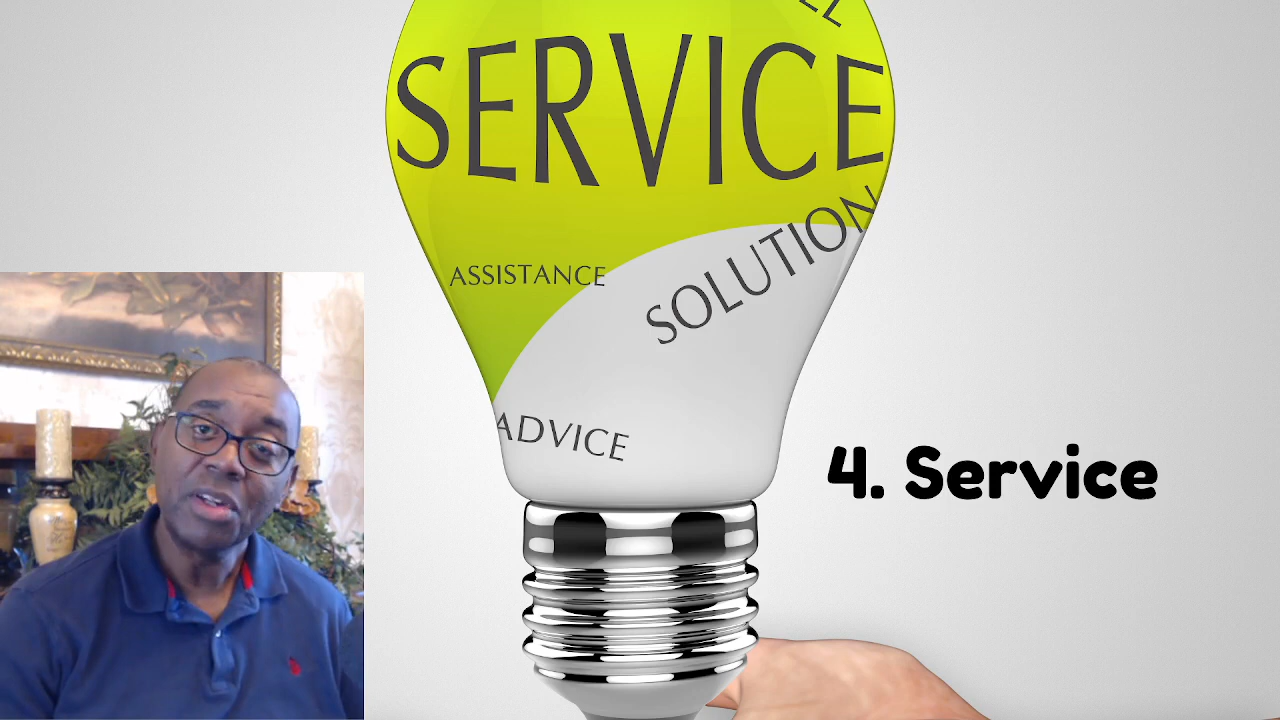 SERVICE
ASSISTANCE
SOLUTION
ADVICE
4. Service